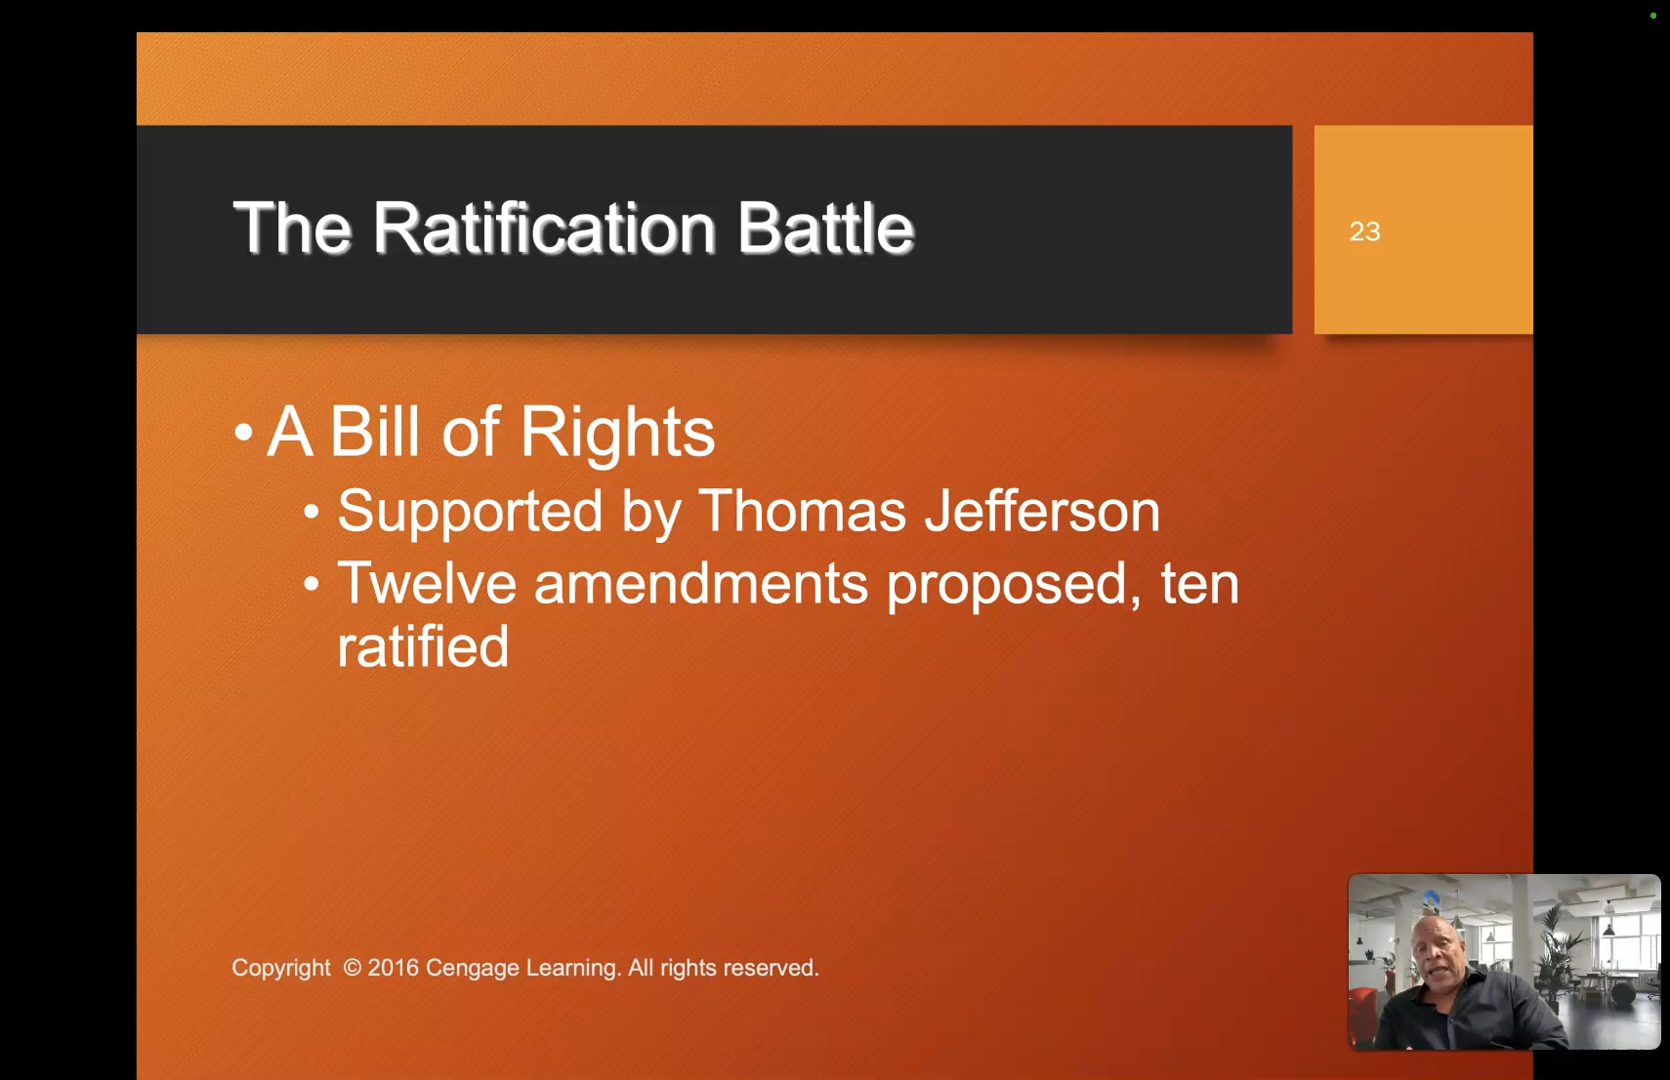 The Ratification Battle
23
• A Bill of Rights
• Supported by Thomas Jefferson
• Twelve amendments proposed, ten
ratified
Copyright © 2016 Cengage Learning. All rights reserved.